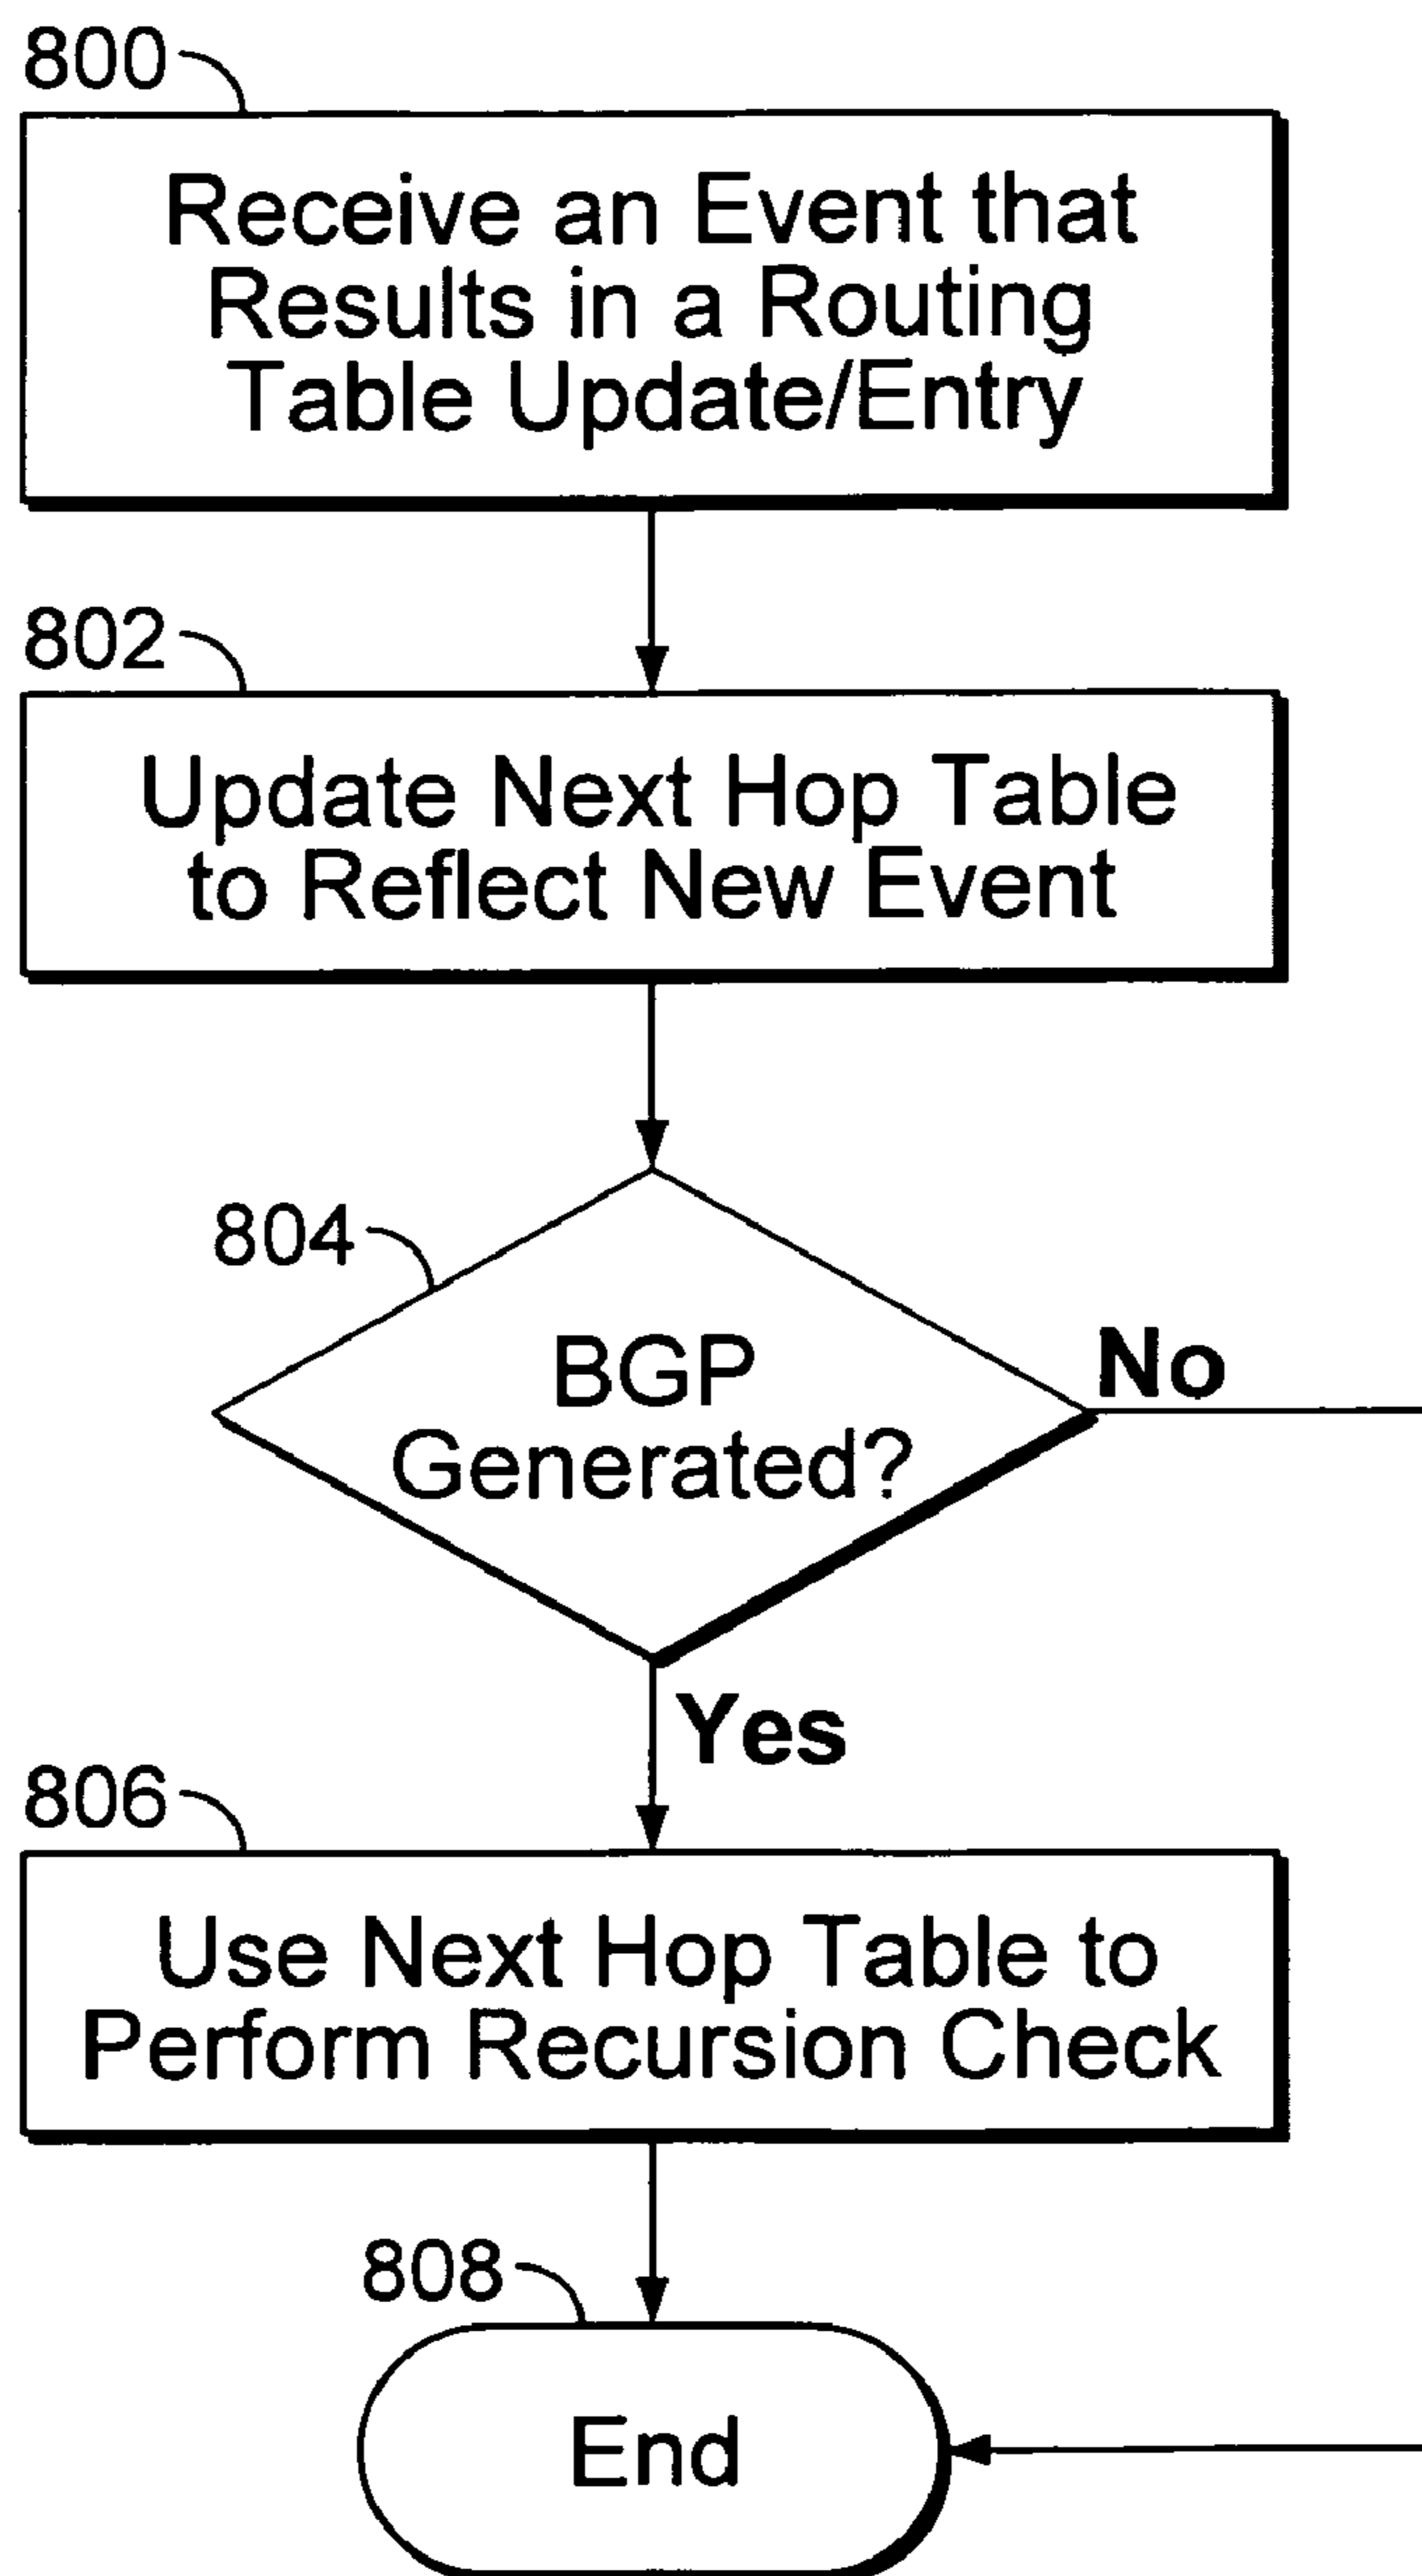 800
Receive an Event that
Results in a Routing
Table Update/Entry
802
Update Next Hop Table
to Reflect New Event
804
BGP
Generated?
No
Yes
806
Use Next Hop Table to
Perform Recursion Check
808
End